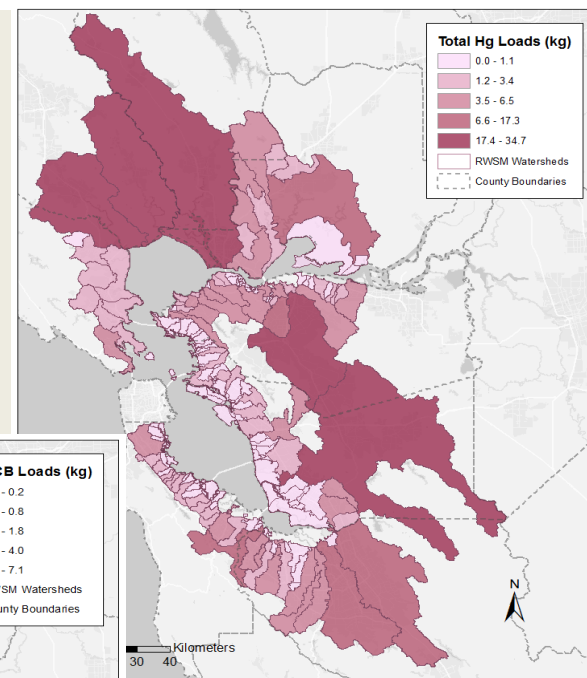 Total Hg Loads (kg)
0.0 - 1.1
1.2 - 3.4
3.5 - 6.5
6.6 - 17.3
17.4 - 34.7
RWSM Watersheds
County Boundaries
CB Loads (kg)
- 0.2
- 0.8
- 1.8
- 4.0
- 7.1
SM Watersheds
unty Boundaries
N
Kilometers
30 40